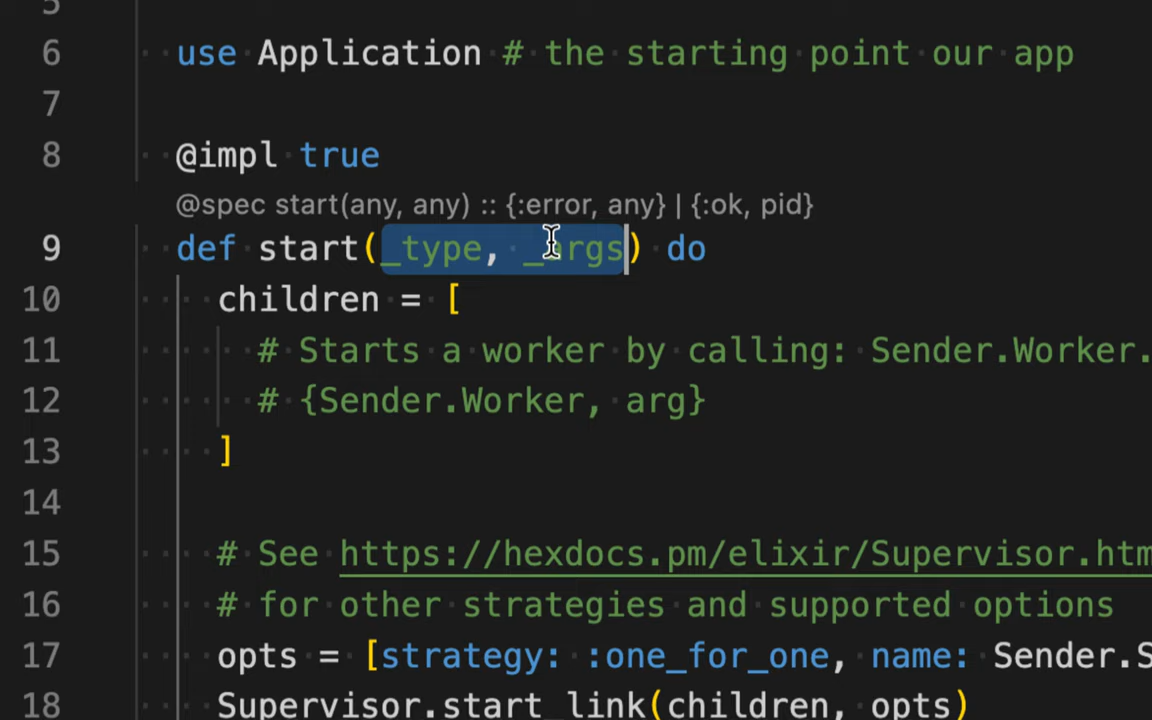 5
6 use Application # the starting point our app
7
8 @impl true
@spec start(any, any) :: {:error, any} | {:ok, pid}
9 def start(_type, _args) do
10 children = [
11 # Starts a worker by calling: Sender.Worker.
12 # {Sender.Worker, arg}
13 ]
14
15 # See https://hexdocs.pm/elixir/Supervisor.htm
16 # for other strategies and supported options
17 opts = [strategy: :one_for_one, name: Sender.S
18 Supervisor.start_link(children, opts)